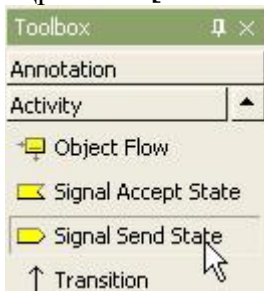 Toolbox
Annotation
Activity
Object Flow
Signal Accept State
Signal Send State
Transition